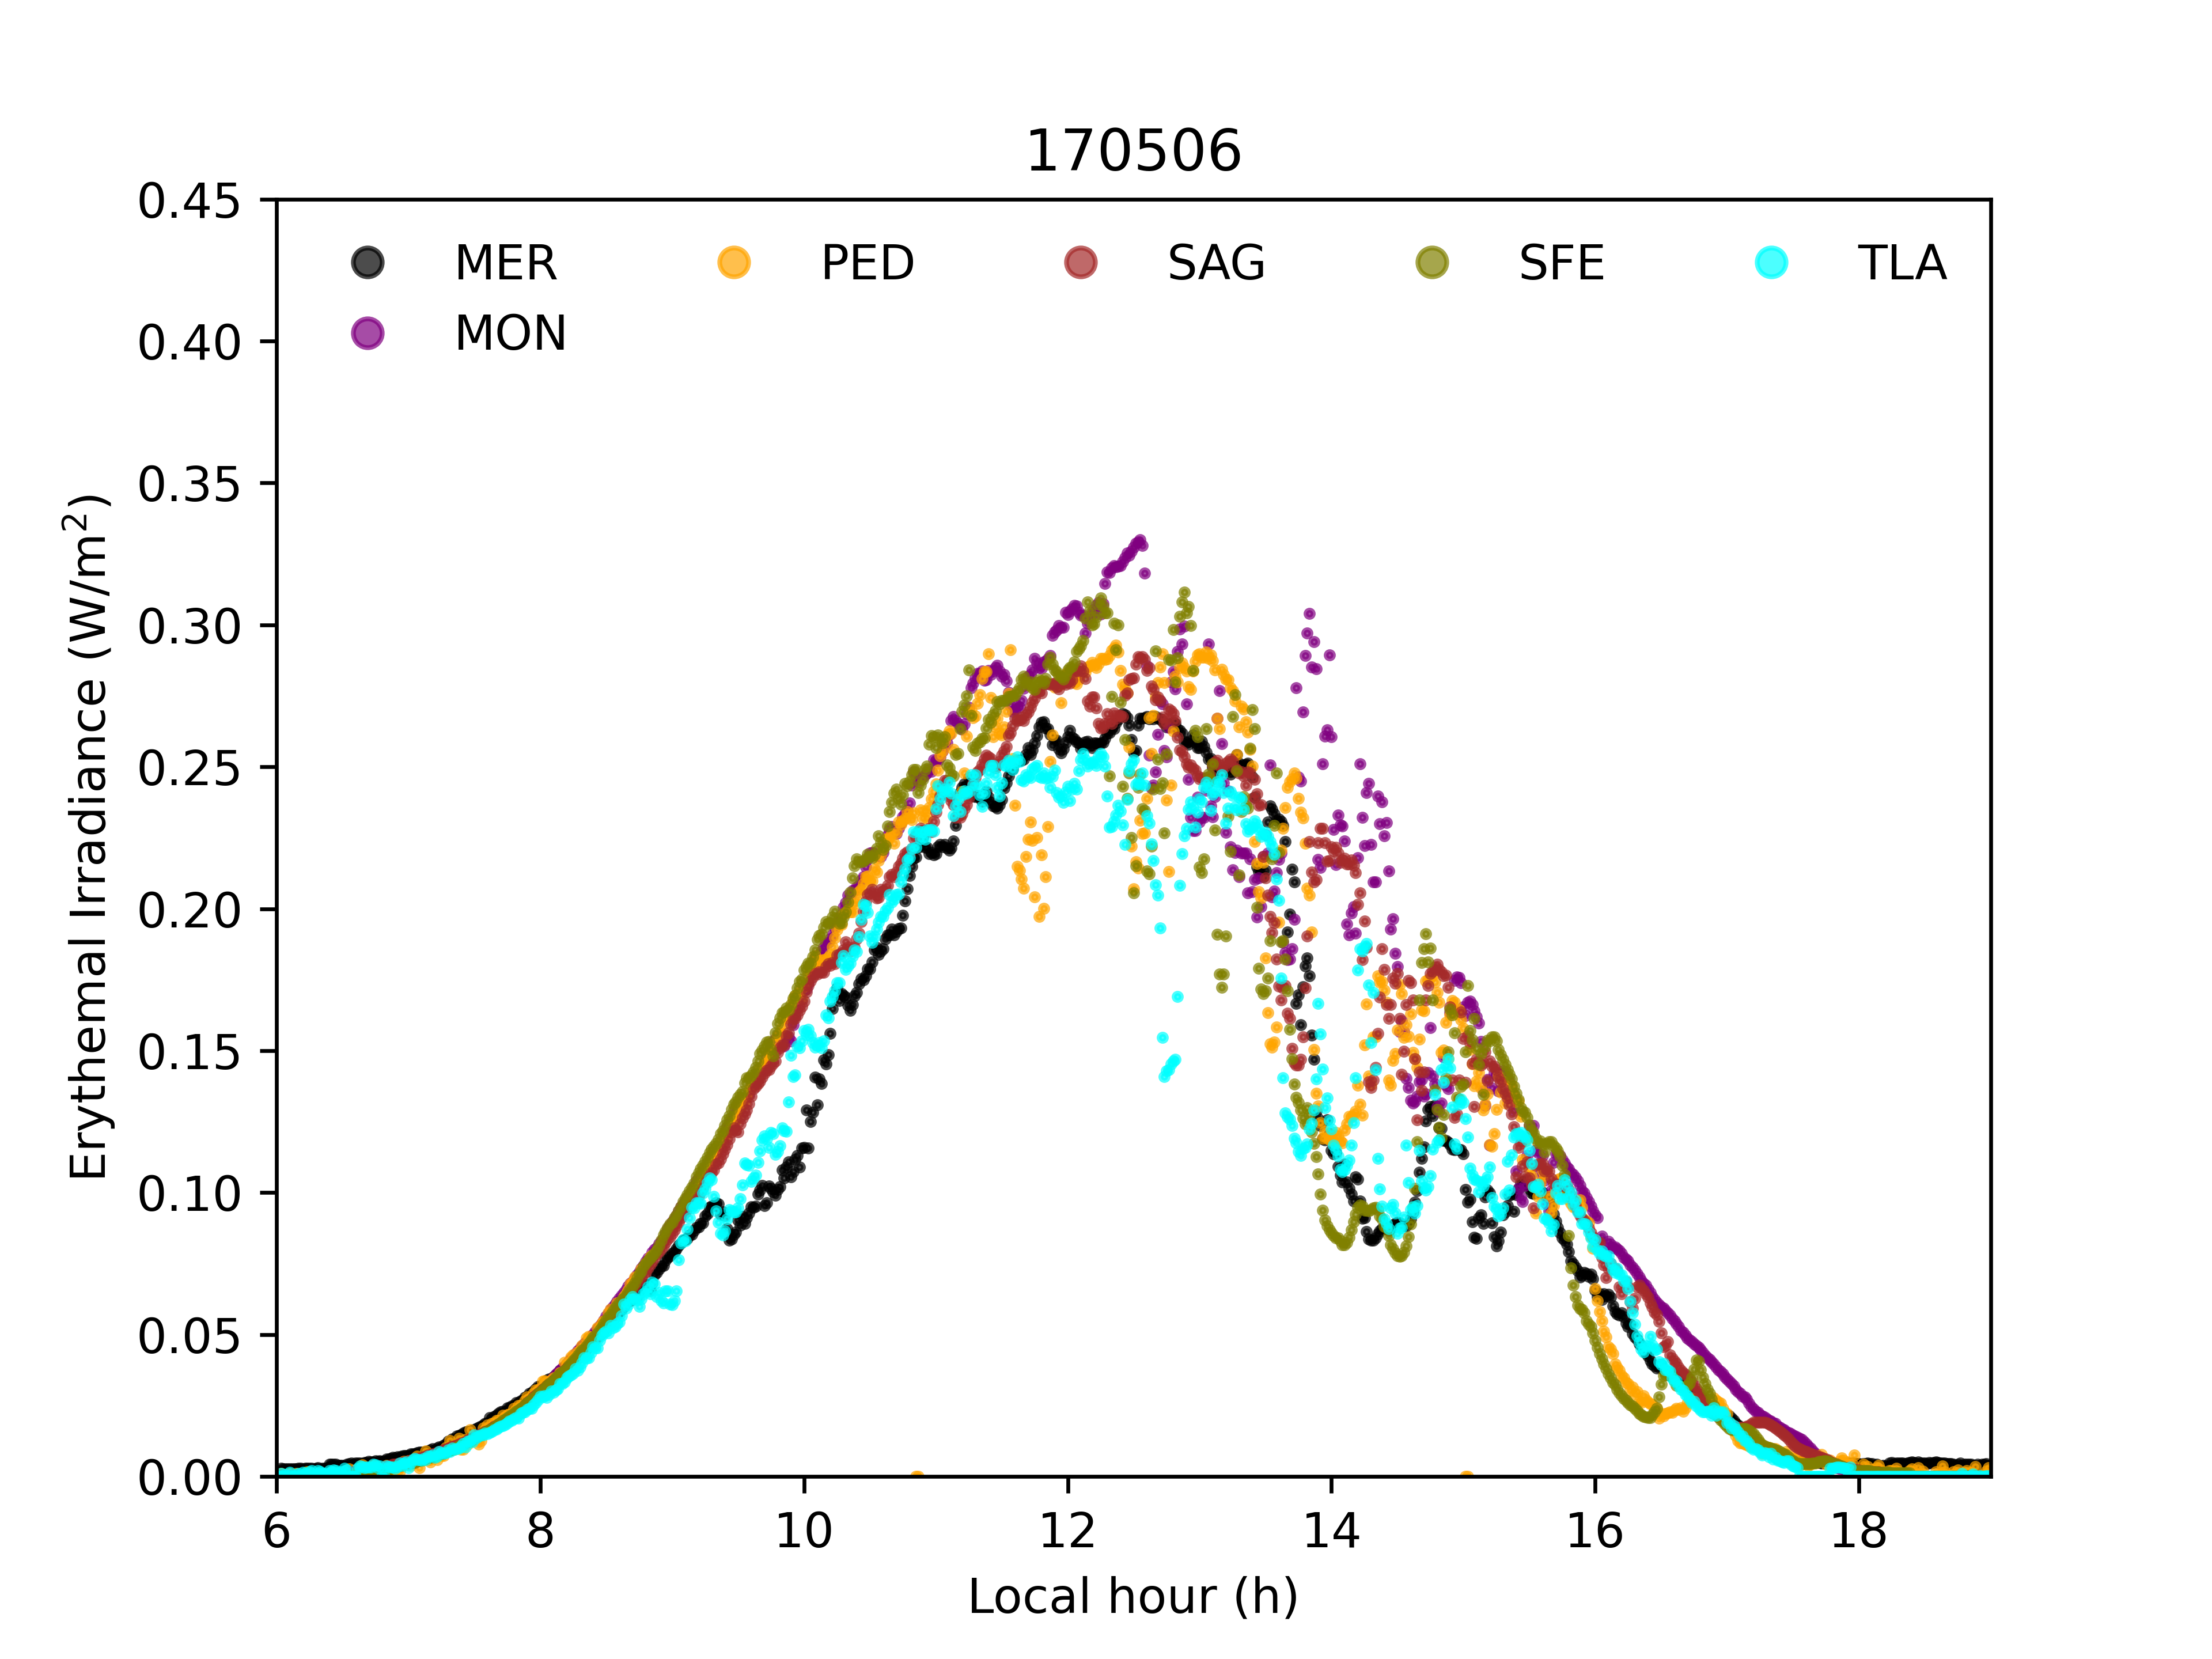 170506
MER PED SAG SFE TLA
MON
Erythemal Irradiance (W/m²)
0.45
0.40
0.35
0.30
0.25
0.20
0.15
0.10
0.05
0.00
6 8 10 12 14 16 18
Local hour (h)